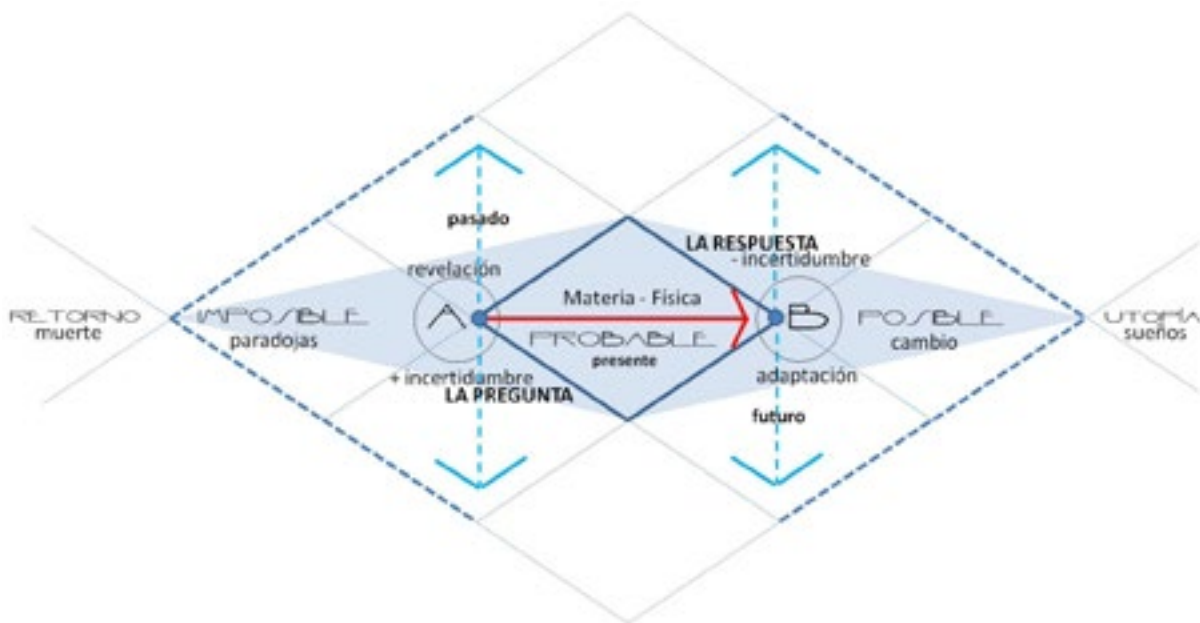 pasado
LA RESPUESTA
- incertidumbre
revelación
Materia - Física
RETORNO
muerte
IMPOSIBLE
paradojas
A
PROBABLE
presente
B
POSIBLE
cambio
UTOPÍA
sueños
+ incertidumbre
LA PREGUNTA
adaptación
futuro